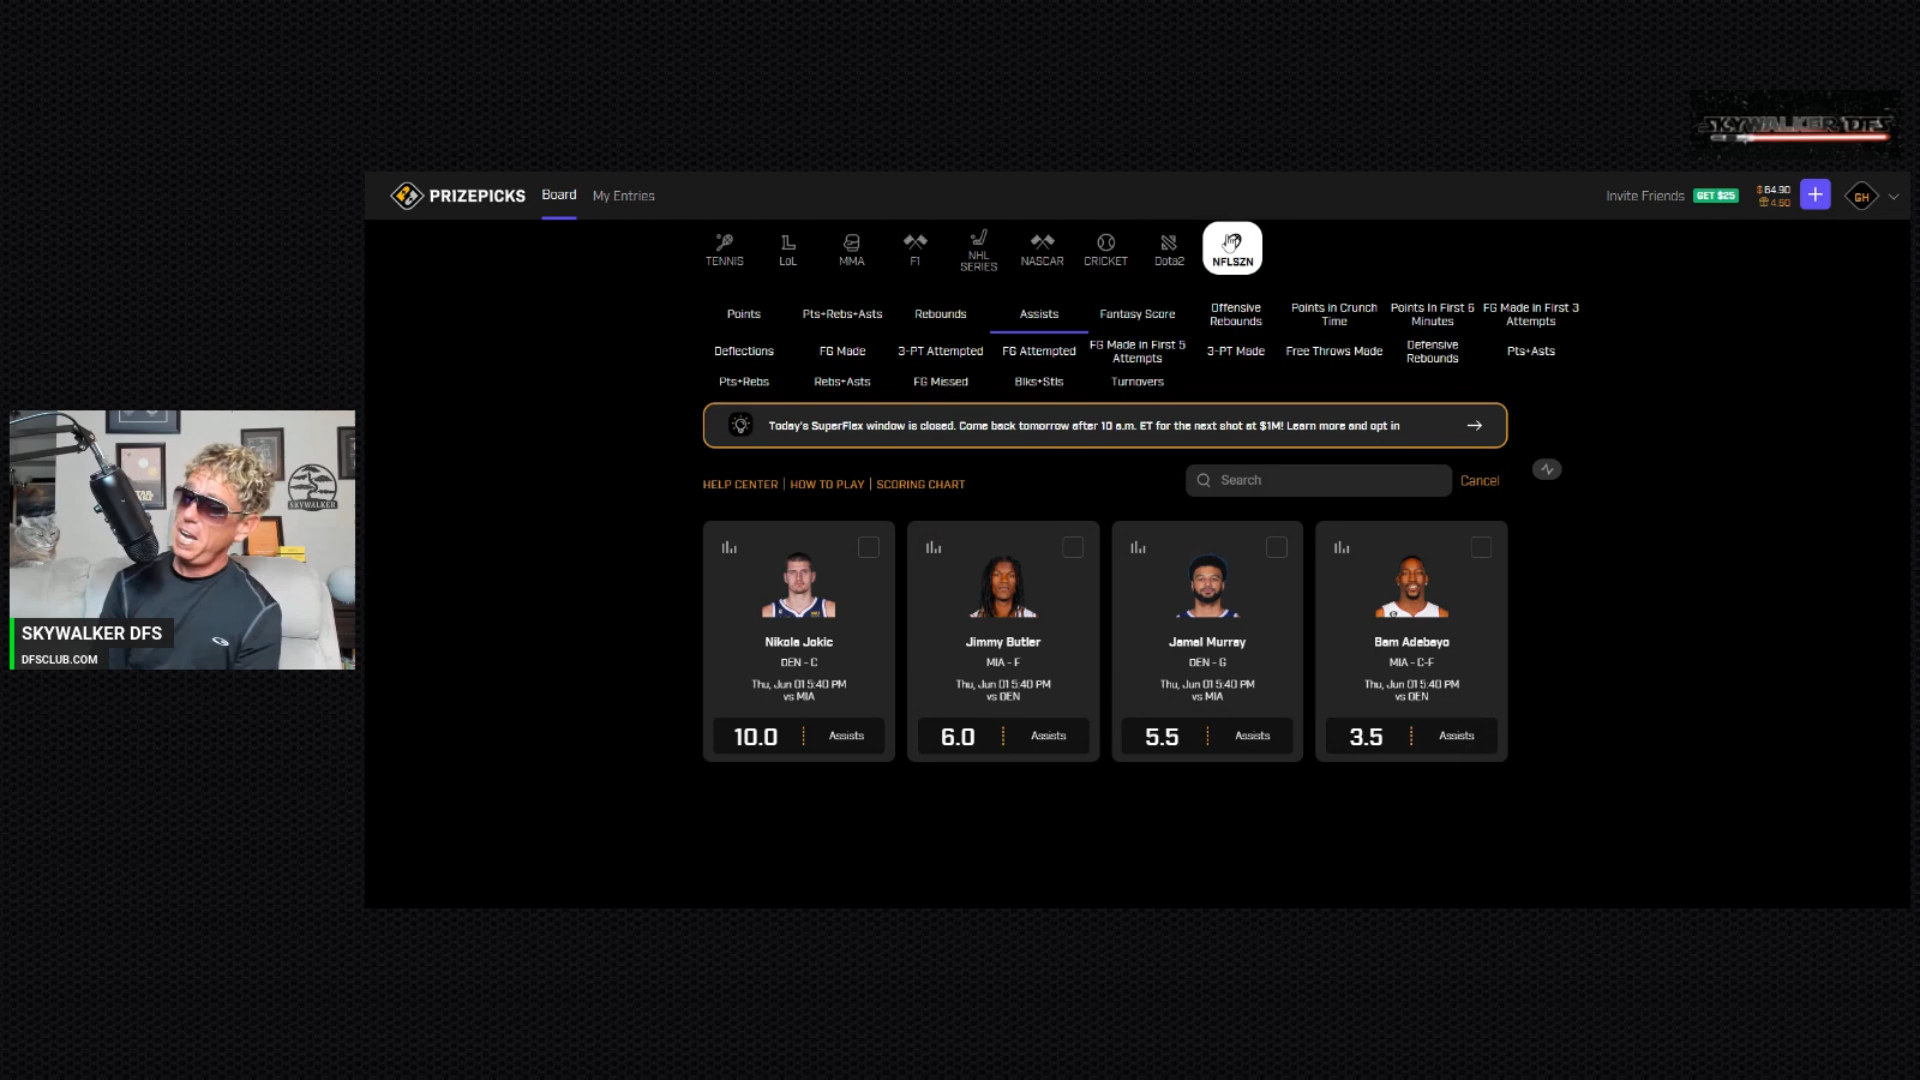 SKYWALKER DFS
PRIZEPICKS
Board
My Entries
Invite Friends
GET $25
$64.90
4.50
GH
TENNIS
LoL
MMA
F1
NHL
SERIES
NASCAR
CRICKET
Dota2
NFLSZN
Points
Pts+Rebs+Asts
Rebounds
Assists
Fantasy Score
Offensive
Rebounds
Points in Crunch
Time
Points In First 6
Minutes
FG Made in First 3
Attempts
Deflections
FG Made
3-PT Attempted
FG Attempted
FG Made in First 5
Attempts
3-PT Made
Free Throws Made
Defensive
Rebounds
Pts+Asts
Pts+Rebs
Rebs+Asts
FG Missed
Blks+Stls
Turnovers
Today's SuperFlex window is closed. Come back tomorrow after 10 a.m. ET for the next shot at $1M! Learn more and opt in
HELP CENTER | HOW TO PLAY | SCORING CHART
Search
Cancel
Nikola Jokic
DEN - C
Thu, Jun 01 5:40 PM
vs MIA
10.0
Assists
Jimmy Butler
MIA - F
Thu, Jun 01 5:40 PM
vs DEN
6.0
Assists
Jamal Murray
DEN - G
Thu, Jun 01 5:40 PM
vs MIA
5.5
Assists
Bam Adebayo
MIA - C-F
Thu, Jun 01 5:40 PM
vs DEN
3.5
Assists
STAR
SKYWALKER
SKYWALKER DFS
DFSCLUB.COM